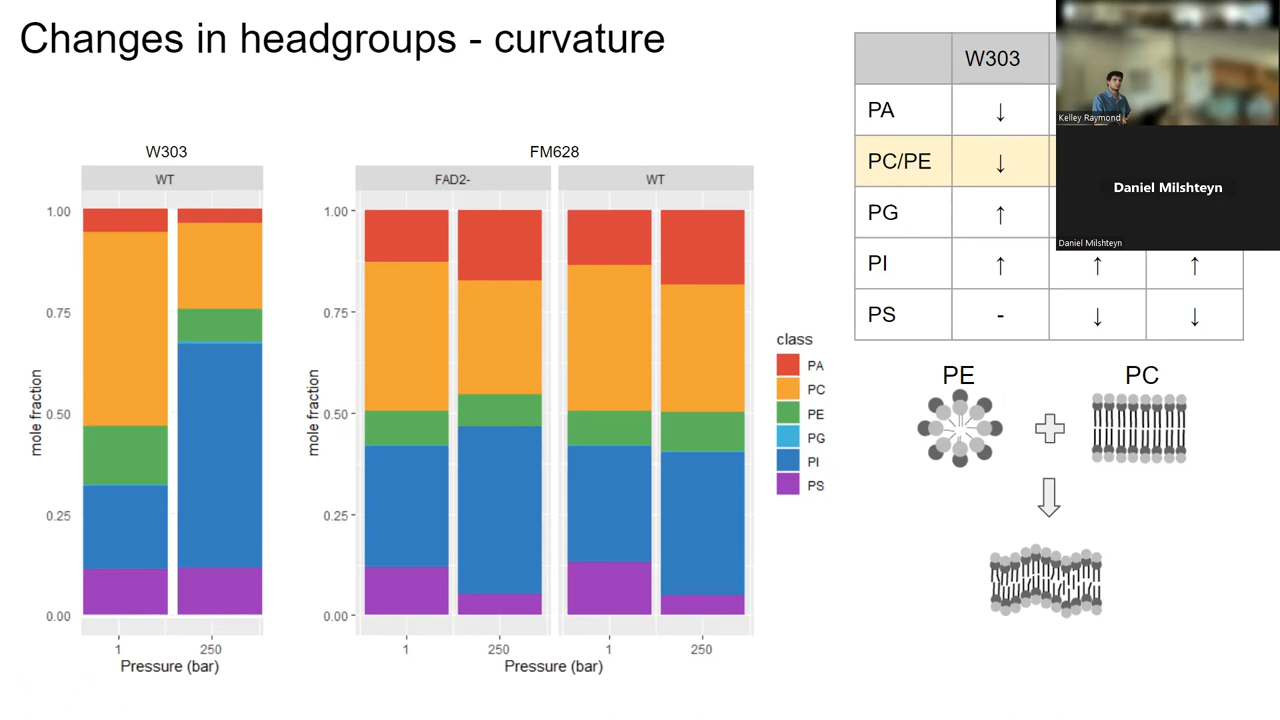 Changes in headgroups - curvature
W303
FM628
WT
FAD2-
WT
1.00
0.75
0.50
0.25
0.00
mole fraction
1
250
Pressure (bar)
1.00
0.75
0.50
0.25
0.00
mole fraction
1
250
1
250
Pressure (bar)
class
PA
PC
PE
PG
PI
PS
W303
PA ↓
PC/PE ↓
PG ↑
PI ↑ ↑ ↑
PS - ↓ ↓
Kelley Raymond
Daniel Milshteyn
Daniel Milshteyn
PE
PC